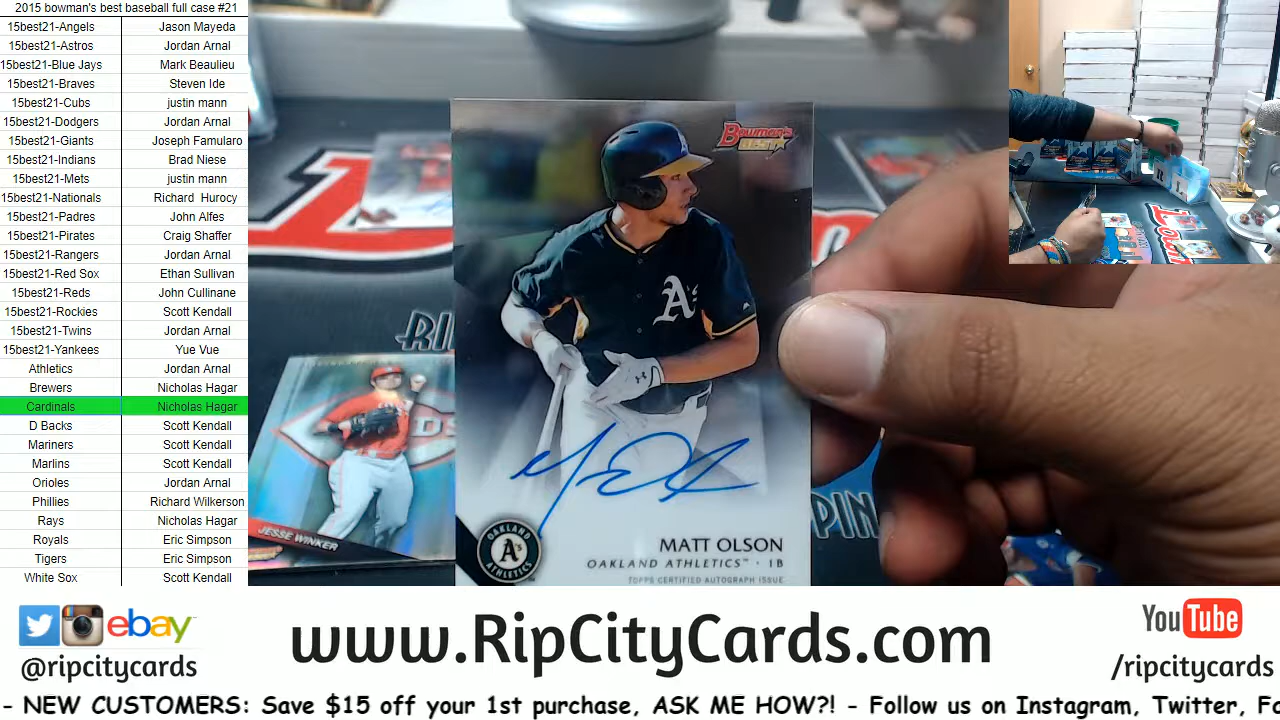 2015 bowman's best baseball full case #21
15best21-Angels Jason Mayeda
15best21-Astros Jordan Arnal
15best21-Blue Jays Mark Beaulieu
15best21-Braves Steven Ide
15best21-Cubs justin mann
15best21-Dodgers Jordan Arnal
15best21-Giants Joseph Famularo
15best21-Indians Brad Niese
15best21-Mets justin mann
15best21-Nationals Richard Hurocy
15best21-Padres John Alfes
15best21-Pirates Craig Shaffer
15best21-Rangers Jordan Arnal
15best21-Red Sox Ethan Sullivan
15best21-Reds John Cullinane
15best21-Rockies Scott Kendall
15best21-Twins Jordan Arnal
15best21-Yankees Yue Vue
Athletics Jordan Arnal
Brewers Nicholas Hagar
Cardinals Nicholas Hagar
D Backs Scott Kendall
Mariners Scott Kendall
Marlins Scott Kendall
Orioles Jordan Arnal
Phillies Richard Wilkerson
Rays Nicholas Hagar
Royals Eric Simpson
Tigers Eric Simpson
White Sox Scott Kendall
Bowman's
BEST
A's
JESSE WINKER
OAKLAND
A's
ATHLETICS
MATT OLSON
OAKLAND ATHLETICS™ · 1B
TOPPS CERTIFIED AUTOGRAPH ISSUE
ebay
@ripcitycards
www.RipCityCards.com
YouTube
/ripcitycards
- NEW CUSTOMERS: Save $15 off your 1st purchase, ASK ME HOW?! - Follow us on Instagram, Twitter,